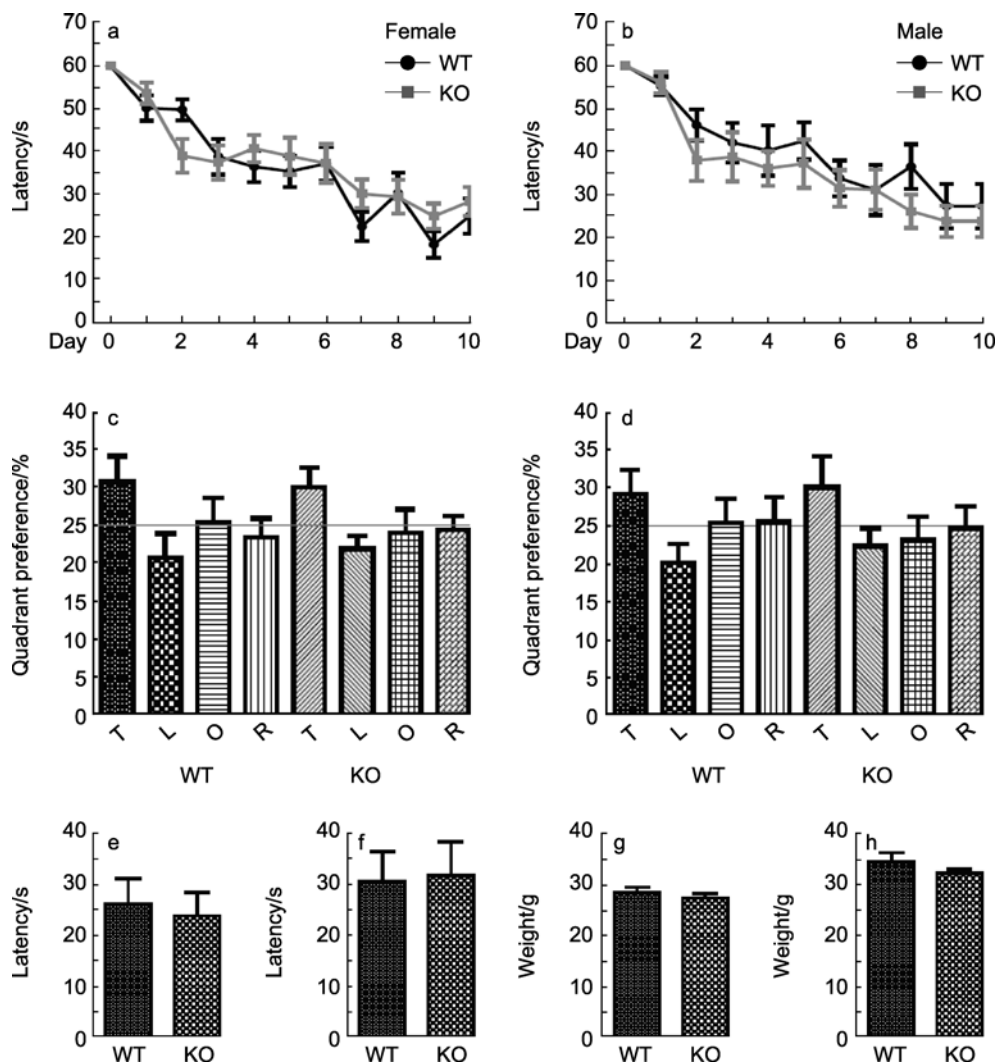 a
Female
WT
KO
Latency/s
70
60
50
40
30
20
10
0
Day 0 2 4 6 8 10
b
Male
WT
KO
Latency/s
70
60
50
40
30
20
10
0
Day 0 2 4 6 8 10
c
Quadrant preference/%
40
35
30
25
20
15
10
5
0
T L O R T L O R
WT KO
d
Quadrant preference/%
40
35
30
25
20
15
10
5
0
T L O R T L O R
WT KO
e
Latency/s
40
30
20
10
0
WT KO
f
Latency/s
40
30
20
10
0
WT KO
g
Weight/g
40
30
20
10
0
WT KO
h
Weight/g
40
30
20
10
0
WT KO